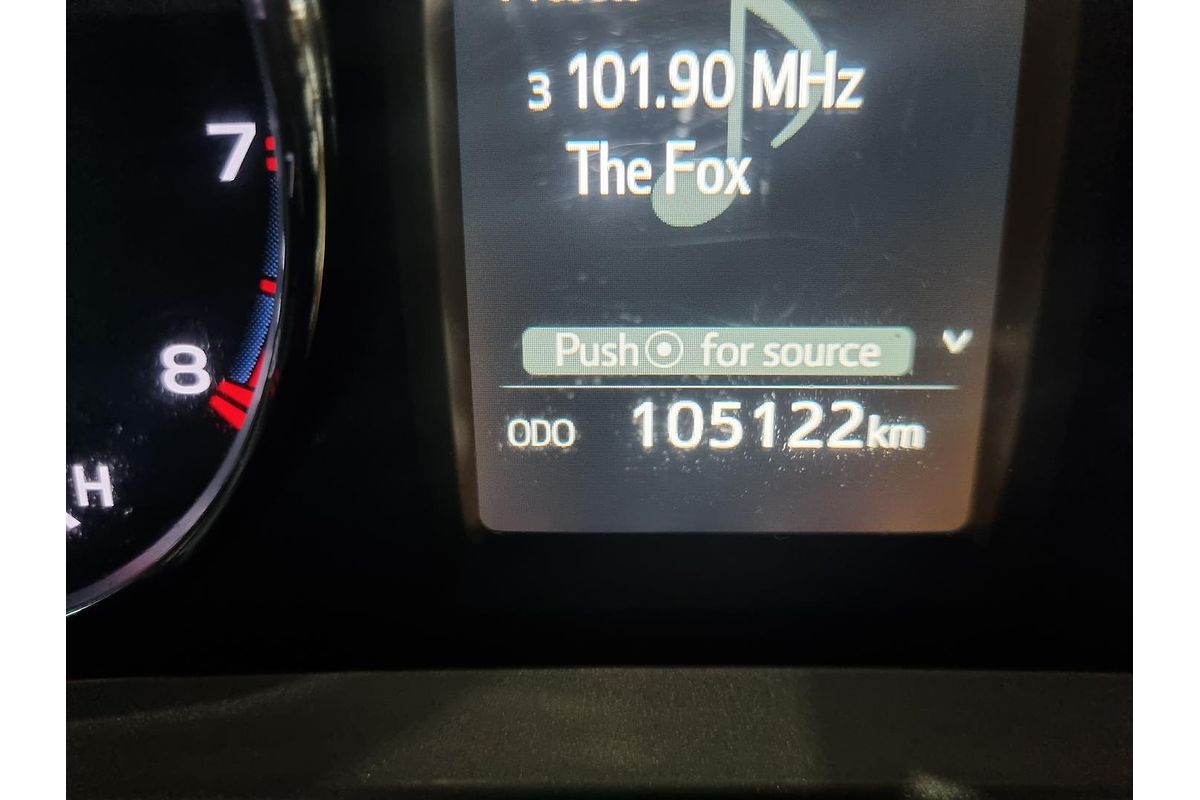 3 101.90 MHz
The Fox
7
8
Push for source
ODO 105122km
H